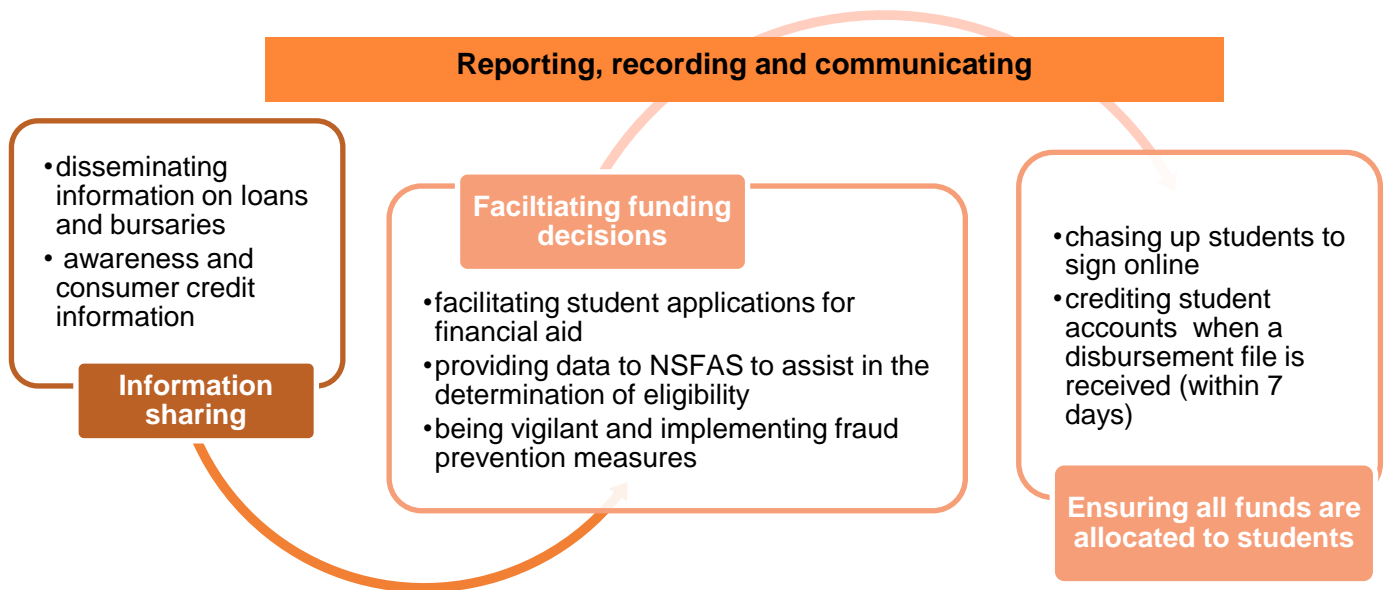 Reporting, recording and communicating
•disseminating
information on loans
and bursaries
• awareness and
consumer credit
information
Information
sharing
Faciltiating funding
decisions
•facilitating student applications for
financial aid
•providing data to NSFAS to assist in the
determination of eligibility
•being vigilant and implementing fraud
prevention measures
•chasing up students to
sign online
•crediting student
accounts when a
disbursement file is
received (within 7
days)
Ensuring all funds are
allocated to students